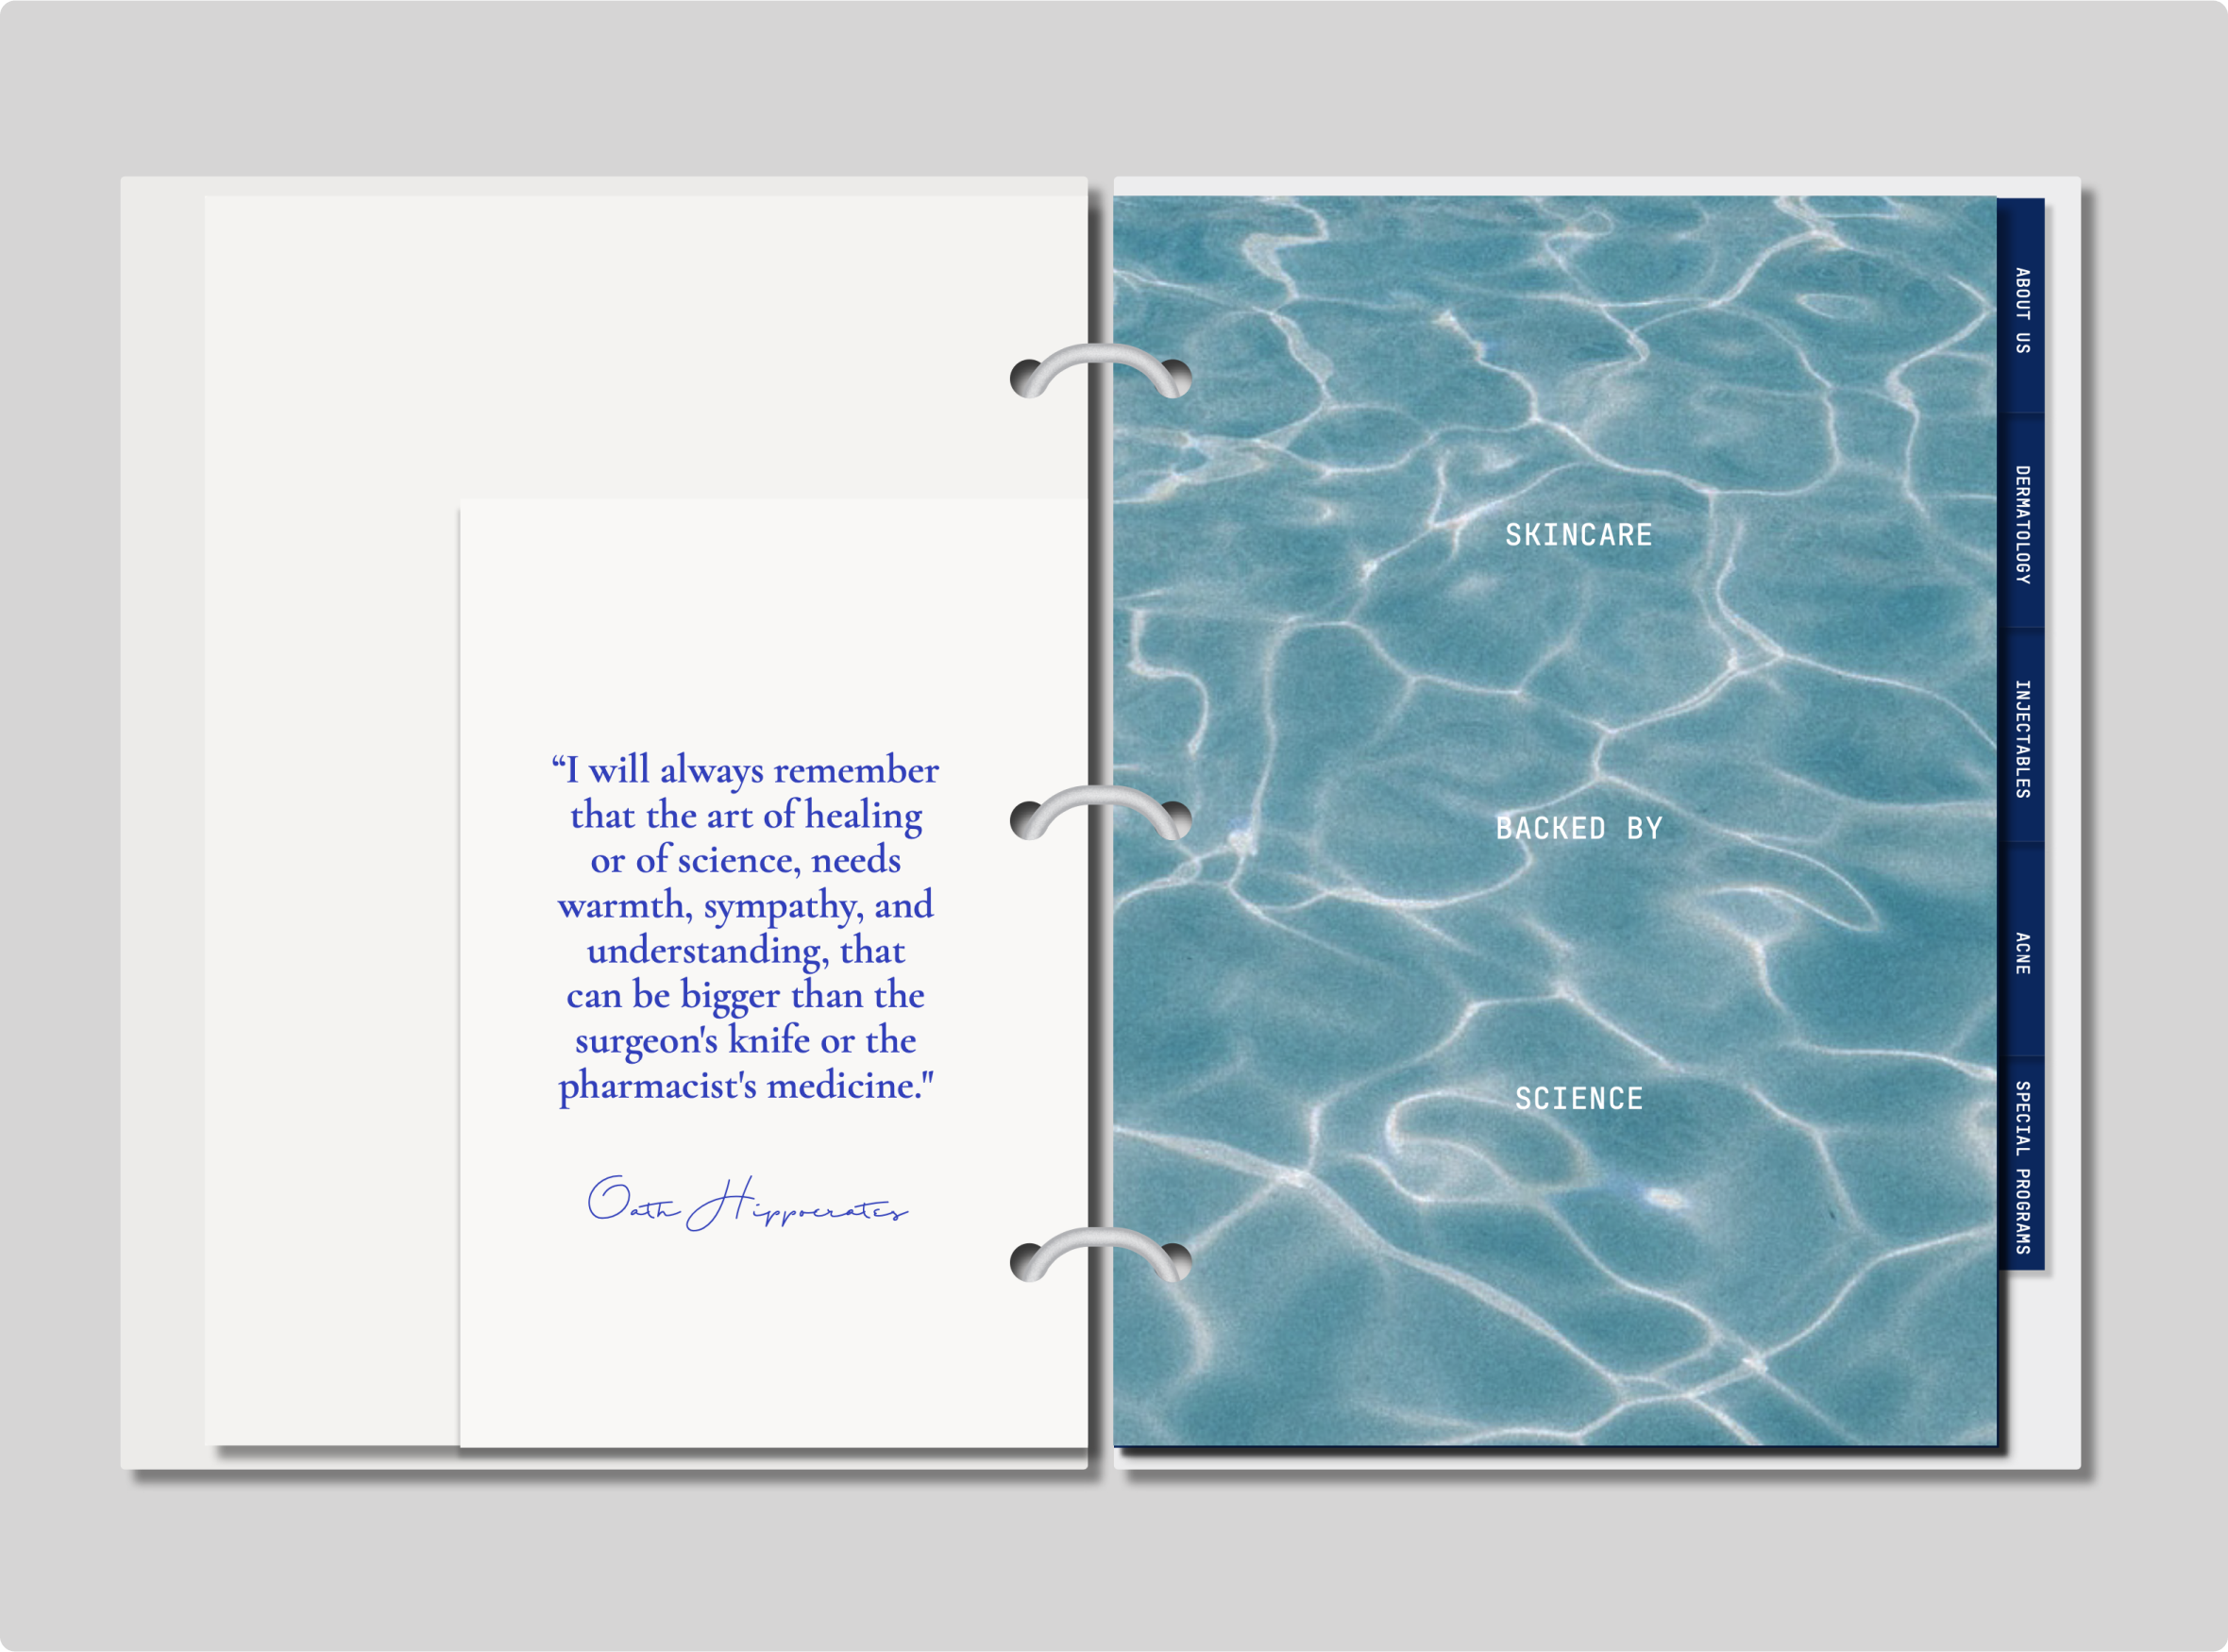 “I will always remember
that the art of healing
or of science, needs
warmth, sympathy, and
understanding, that
can be bigger than the
surgeon's knife or the
pharmacist's medicine."
Oath Hippocrates
SKINCARE
BACKED BY
SCIENCE
ABOUT US
DERMATOLOGY
INJECTABLES
ACNE
SPECIAL PROGRAMS